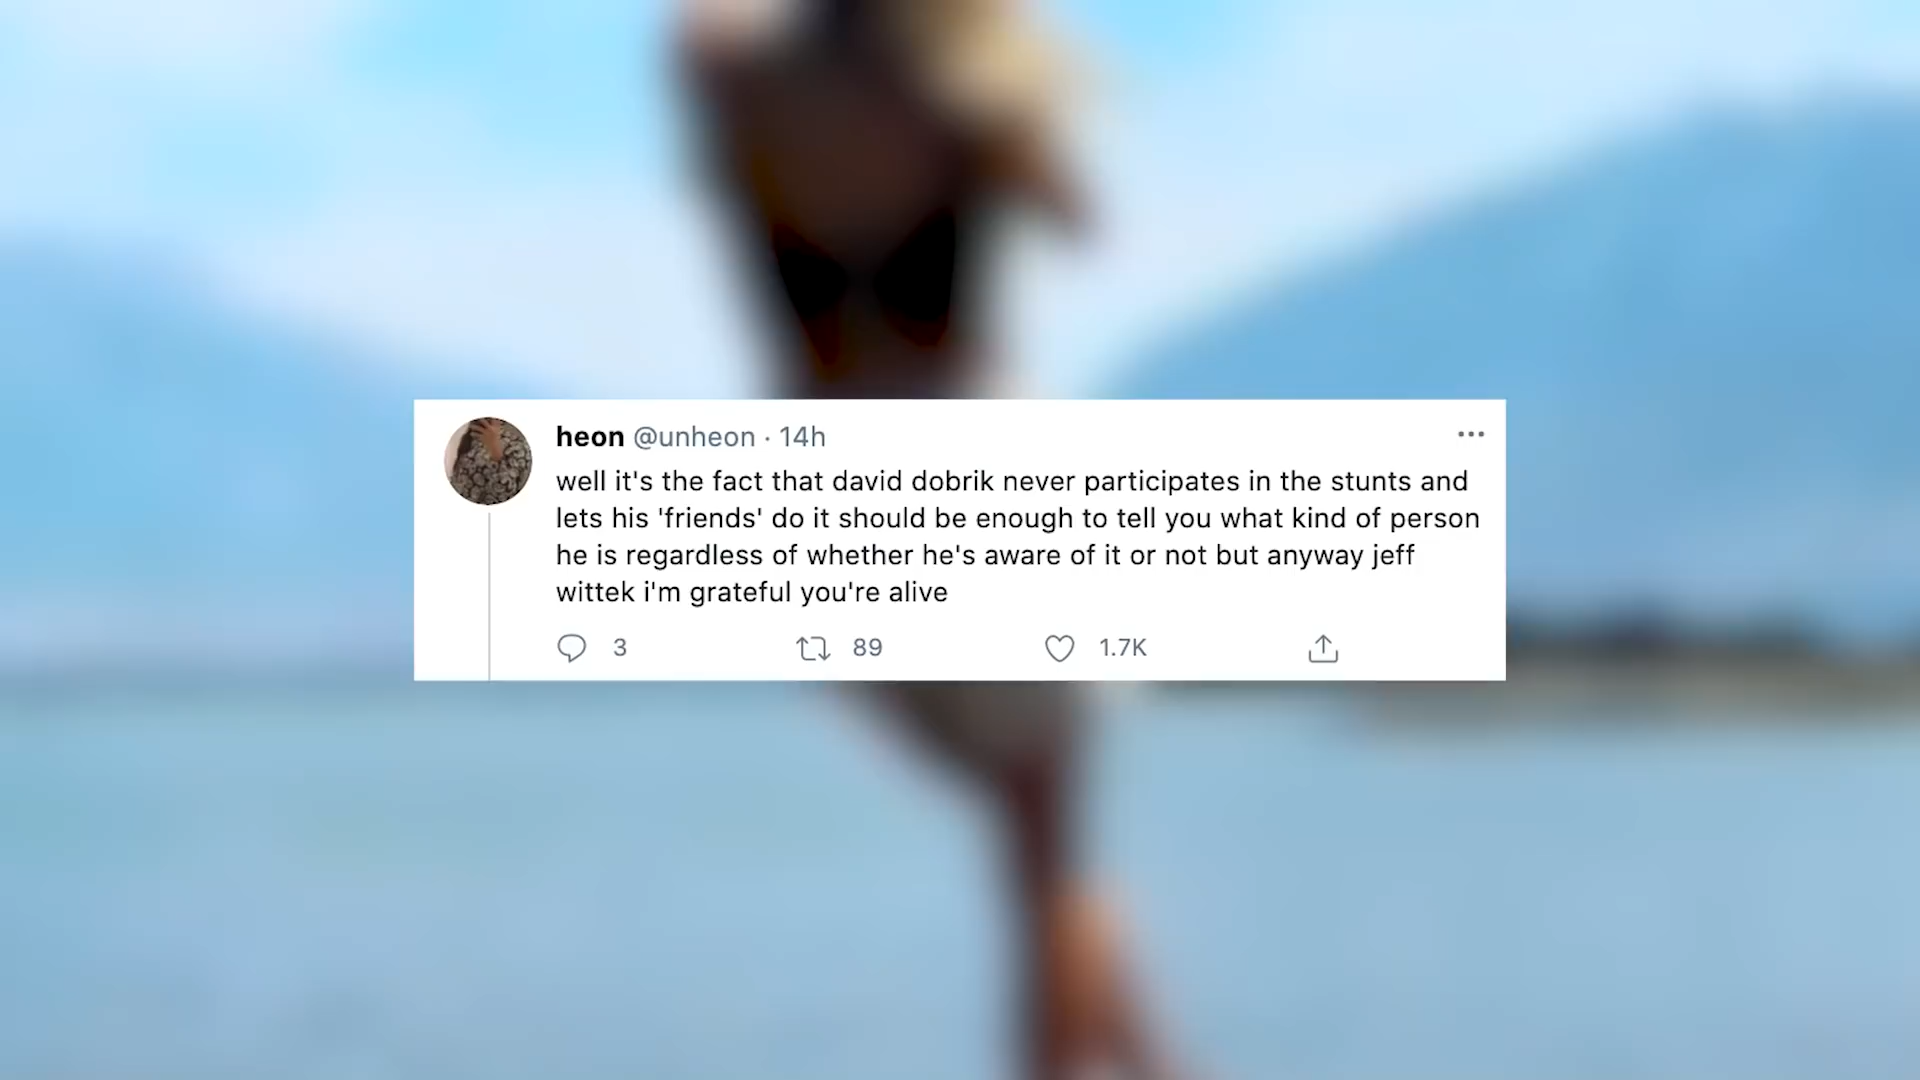 heon @unheon · 14h
well it's the fact that david dobrik never participates in the stunts and
lets his 'friends' do it should be enough to tell you what kind of person
he is regardless of whether he's aware of it or not but anyway jeff
wittek i'm grateful you're alive
3 89 1.7K